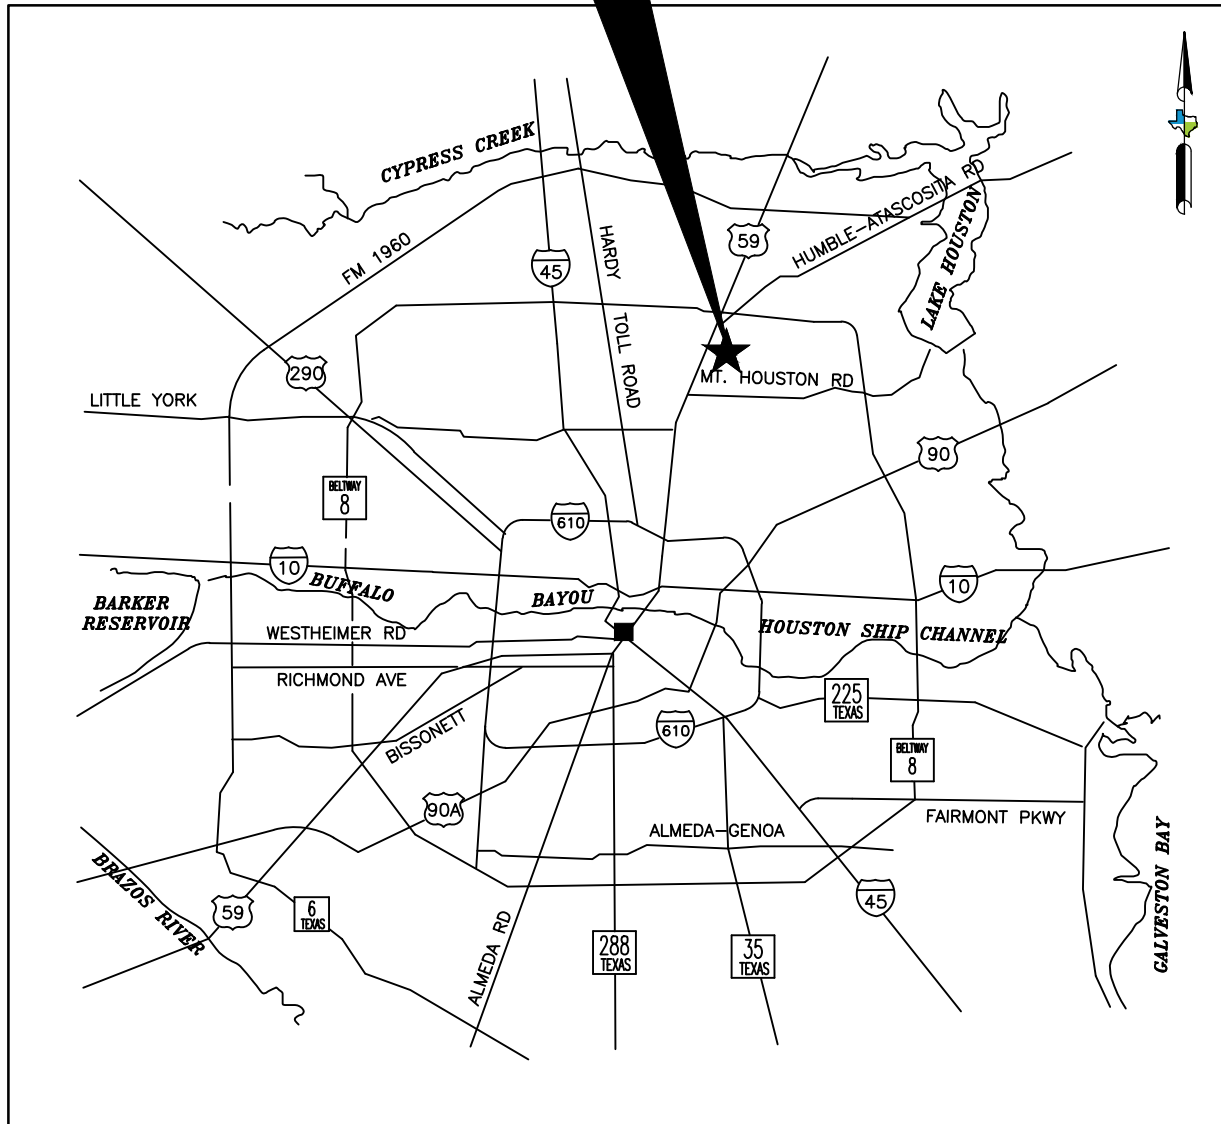 CYPRESS CREEK
HUMBLE-ATASCOSITA RD
FM 1960
45
HARDY
TOLL ROAD
59
LAKE HOUSTON
290
MT. HOUSTON RD
LITTLE YORK
90
BELTWAY
8
610
10
BUFFALO
BAYOU
10
BARKER
RESERVOIR
WESTHEIMER RD
HOUSTON SHIP CHANNEL
RICHMOND AVE
225
TEXAS
BISSONETT
610
BELTWAY
8
90A
ALMEDA-GENOA
FAIRMONT PKWY
BRAZOS RIVER
59
6
TEXAS
45
GALVESTON BAY
ALMEDA RD
288
TEXAS
35
TEXAS